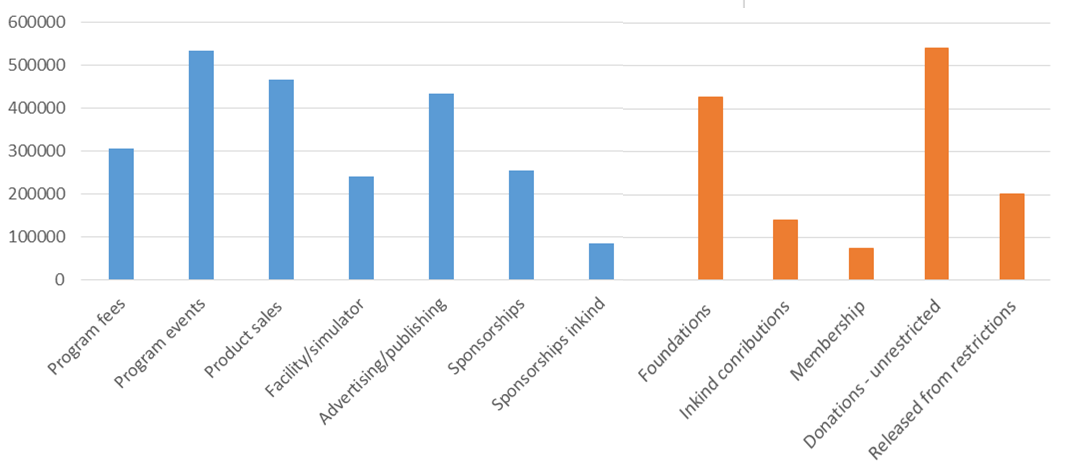 600000
500000
400000
300000
200000
100000
0
Program fees
Program events
Product sales
Facility/simulator
Advertising/publishing
Sponsorships
Sponsorships inkind
Foundations
Inkind conributions
Membership
Donations - unrestricted
Released from restrictions